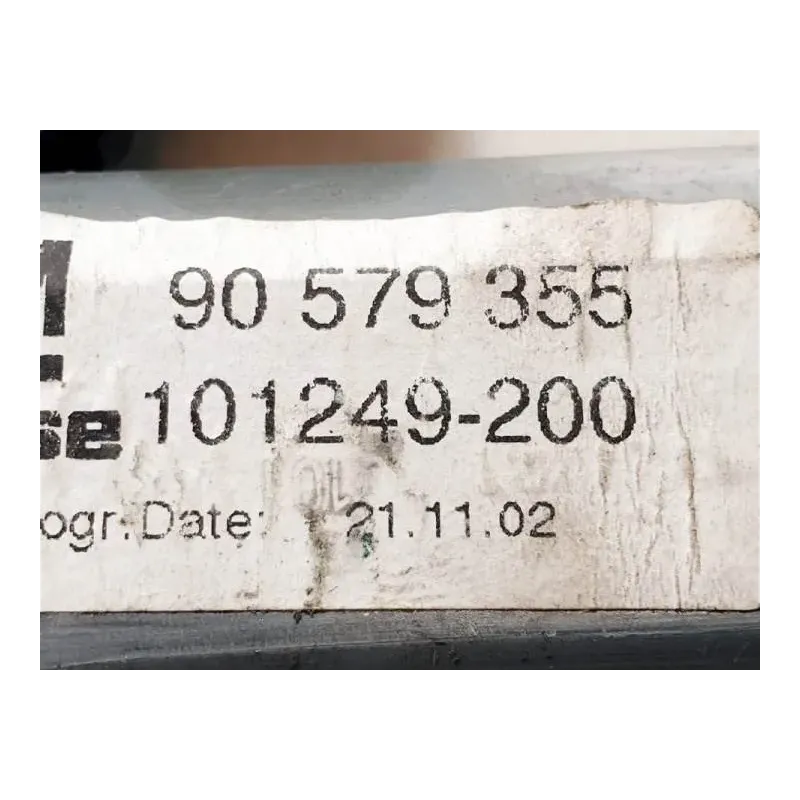 M 90 579 355
se 101249-200
ogr.Date: 21.11.02